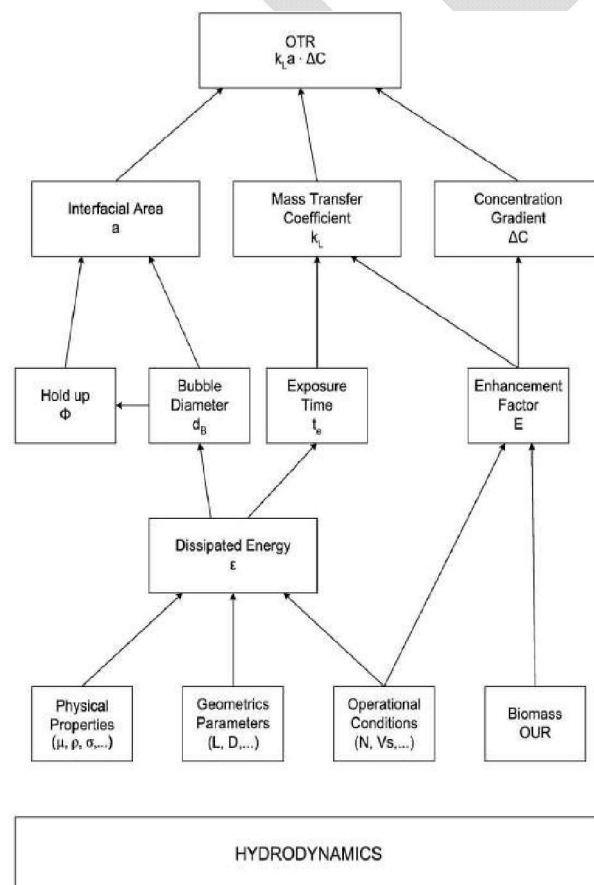 OTR
kLa · ΔC
Interfacial Area
a
Mass Transfer
Coefficient
kL
Concentration
Gradient
ΔC
Hold up
Φ
Bubble
Diameter
dB
Exposure
Time
te
Enhancement
Factor
E
Dissipated Energy
ε
Physical
Properties
(μ, ρ, σ,...)
Geometrics
Parameters
(L, D,...)
Operational
Conditions
(N, Vs,...)
Biomass
OUR
HYDRODYNAMICS